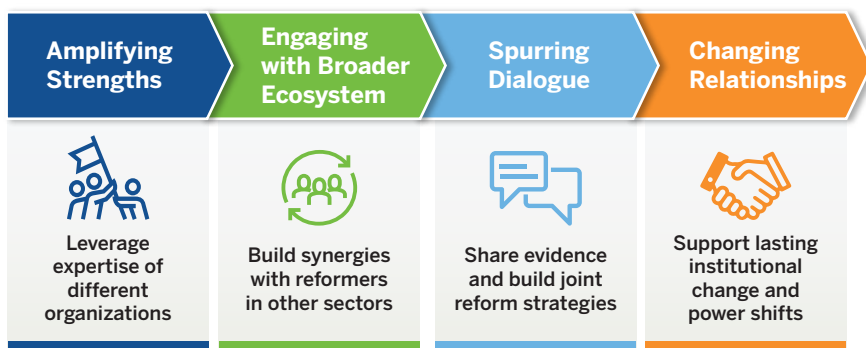 Amplifying
Strengths
Engaging
with Broader
Ecosystem
Spurring
Dialogue
Changing
Relationships
Leverage
expertise of
different
organizations
Build synergies
with reformers
in other sectors
Share evidence
and build joint
reform strategies
Support lasting
institutional
change and
power shifts